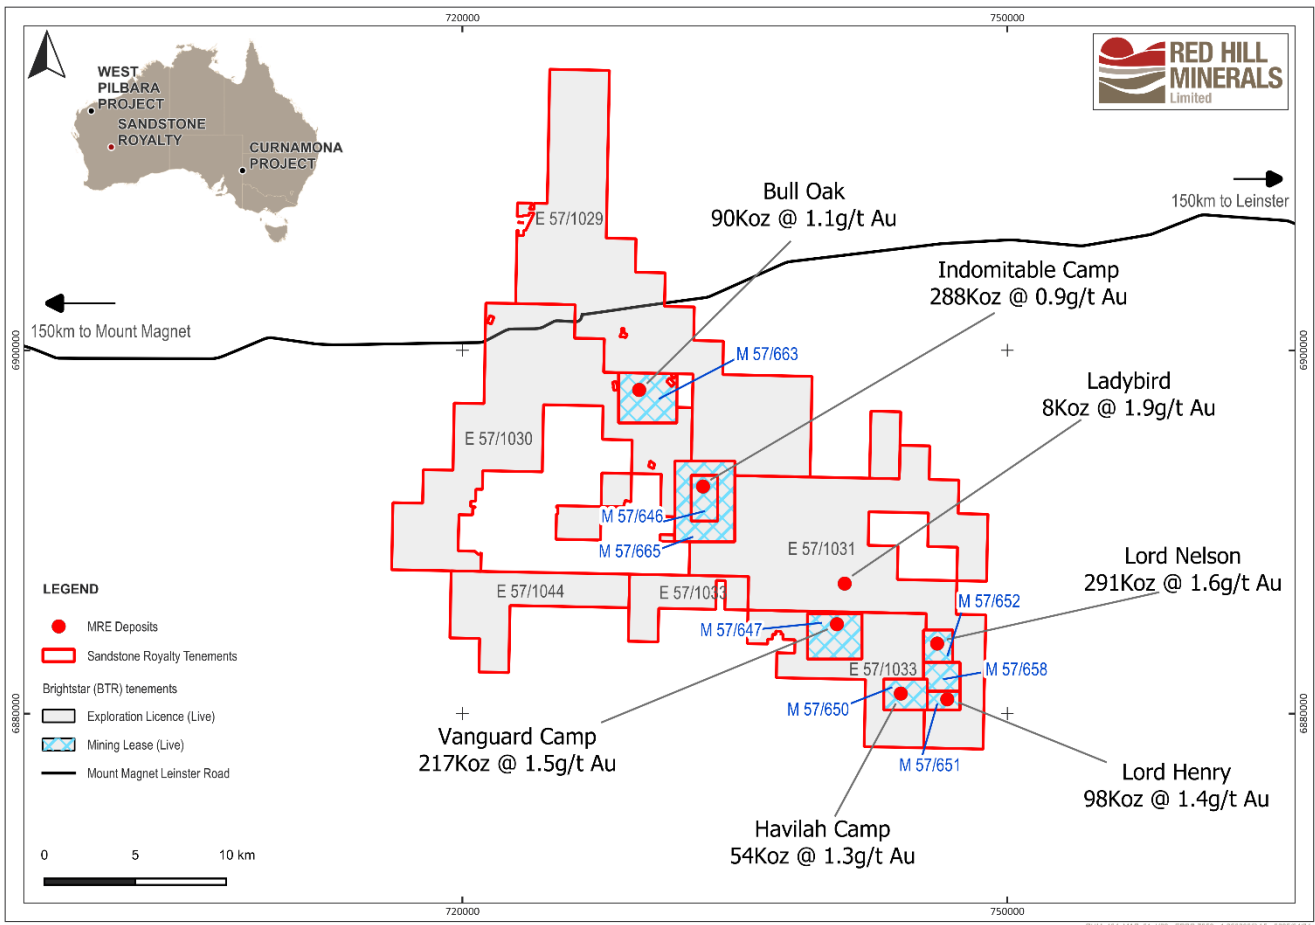 720000
750000
WEST
PILBARA
PROJECT
SANDSTONE
ROYALTY
CURNAMONA
PROJECT
RED HILL
MINERALS
Limited
150km to Leinster
Bull Oak
90Koz @ 1.1g/t Au
E 57/1029
Indomitable Camp
288Koz @ 0.9g/t Au
150km to Mount Magnet
6900000
6900000
M 57/663
Ladybird
8Koz @ 1.9g/t Au
E 57/1030
M 57/646
M 57/665
E 57/1031
Lord Nelson
291Koz @ 1.6g/t Au
E 57/1044
E 57/1033
M 57/652
M 57/647
E 57/1033
M 57/658
M 57/650
6880000
6880000
M 57/651
Vanguard Camp
217Koz @ 1.5g/t Au
Lord Henry
98Koz @ 1.4g/t Au
Havilah Camp
54Koz @ 1.3g/t Au
LEGEND
MRE Deposits
Sandstone Royalty Tenements
Brightstar (BTR) tenements
Exploration Licence (Live)
Mining Lease (Live)
Mount Magnet Leinster Road
0 5 10 km
720000
750000